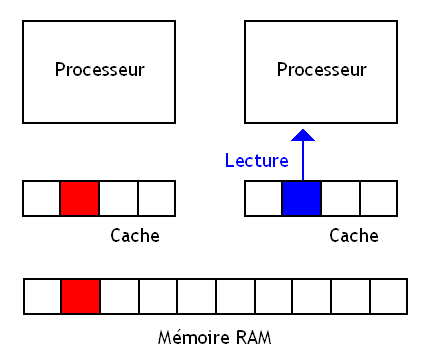 Processeur
Processeur
Lecture
Cache
Cache
Mémoire RAM